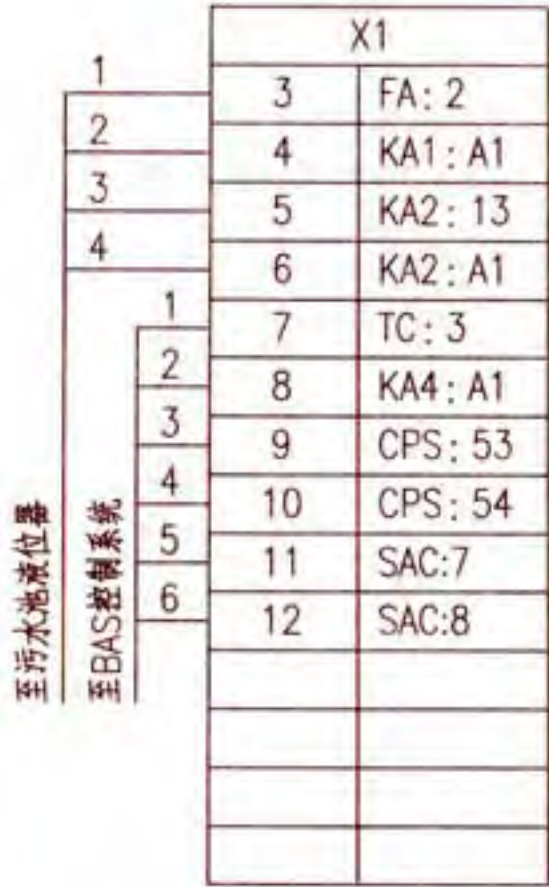 X1
1 3 FA: 2
2 4 KA1: A1
3 5 KA2: 13
4 6 KA2: A1
1 7 TC: 3
2 8 KA4: A1
3 9 CPS: 53
4 10 CPS: 54
5 11 SAC:7
6 12 SAC:8
至污水池液位器
至BAS控制系统